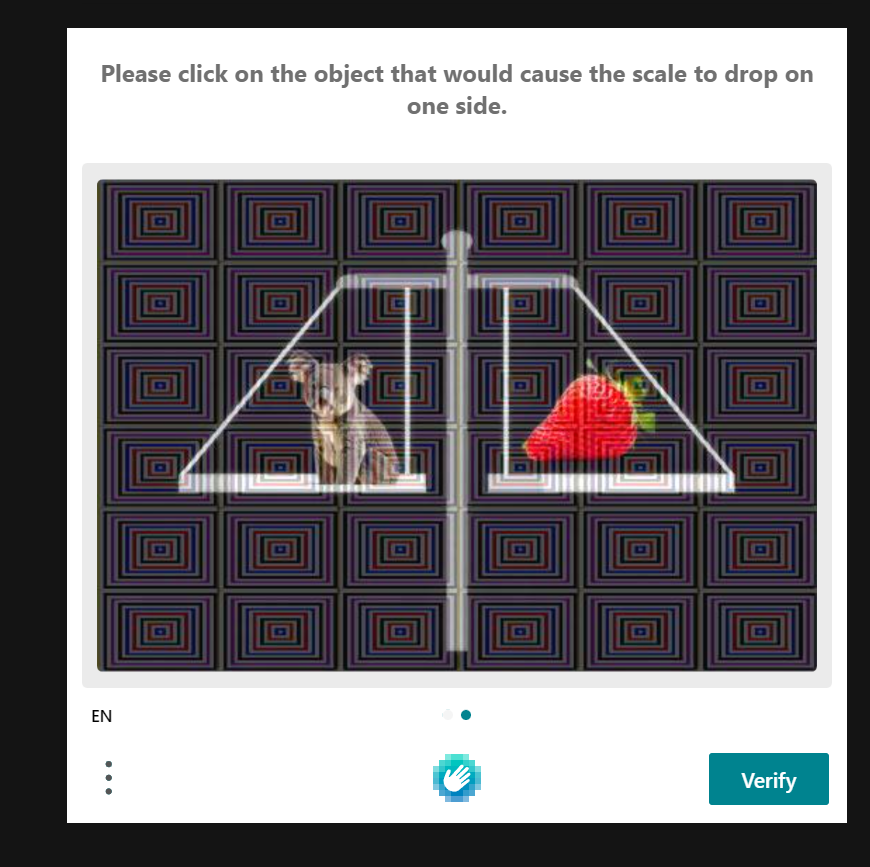 Please click on the object that would cause the scale to drop on
one side.
EN
Verify